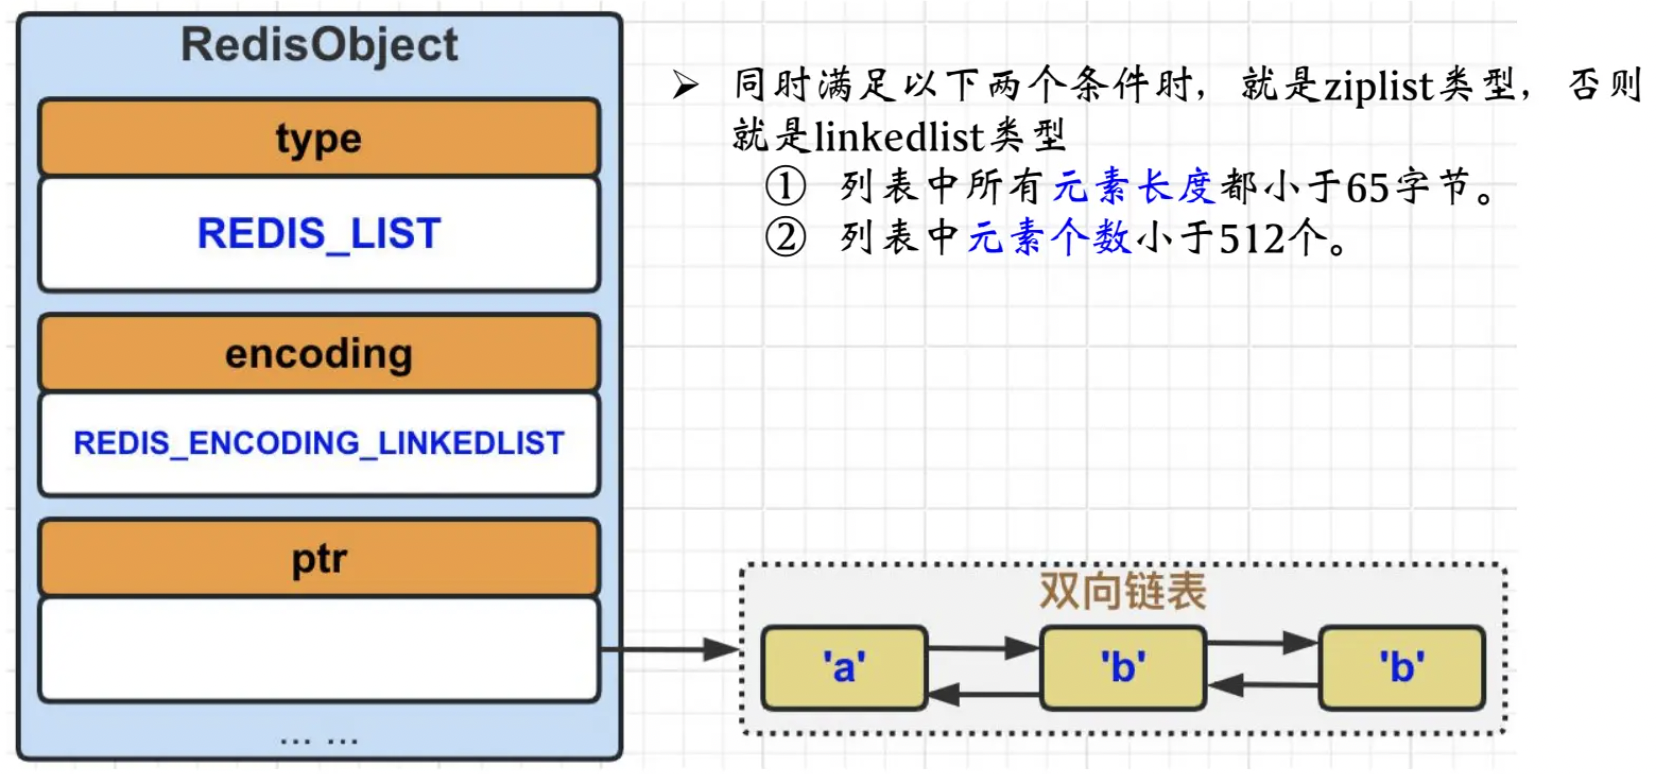 RedisObject
type
REDIS_LIST
encoding
REDIS_ENCODING_LINKEDLIST
ptr
... ...
➢ 同时满足以下两个条件时，就是ziplist类型，否则
就是linkedlist类型
① 列表中所有元素长度都小于65字节。
② 列表中元素个数小于512个。
双向链表
'a' 'b' 'b'